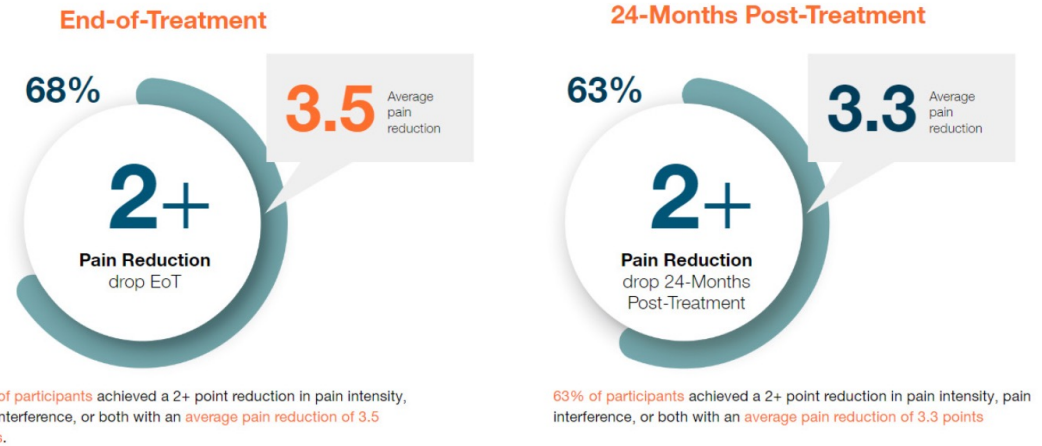 End-of-Treatment
68%
3.5
Average
pain
reduction
2+
Pain Reduction
drop EoT
of participants achieved a 2+ point reduction in pain intensity,
nterference, or both with an average pain reduction of 3.5
s.
24-Months Post-Treatment
63%
3.3
Average
pain
reduction
2+
Pain Reduction
drop 24-Months
Post-Treatment
63% of participants achieved a 2+ point reduction in pain intensity, pain
interference, or both with an average pain reduction of 3.3 points